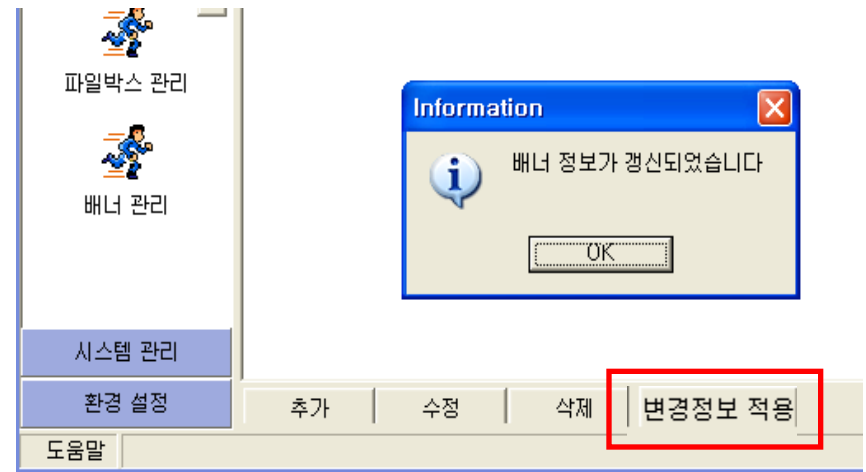 파일박스 관리
배너 관리
시스템 관리
환경 설정
도움말
Information
배너 정보가 갱신되었습니다
OK
추가
수정
삭제
변경정보 적용